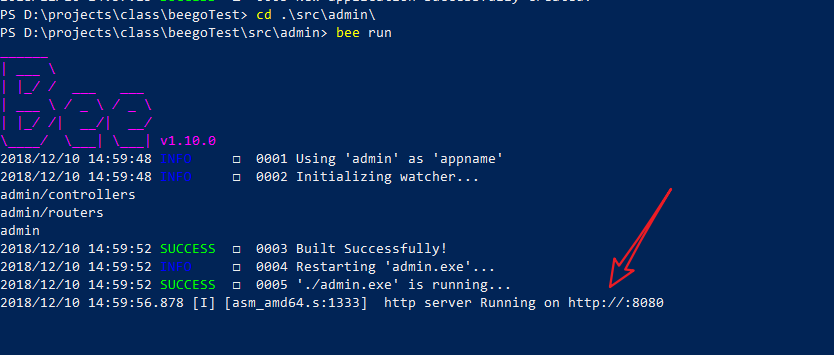 PS D:\projects\class\beegoTest> cd .\src\admin\
PS D:\projects\class\beegoTest\src\admin> bee run
______
| ___ \
| |_/ /  ___   ___
| ___ \ / _ \ / _ \
| |_/ /|  __/|  __/
\____/  \___| \___| v1.10.0
2018/12/10 14:59:48 INFO     □  0001 Using 'admin' as 'appname'
2018/12/10 14:59:48 INFO     □  0002 Initializing watcher...
admin/controllers
admin/routers
admin
2018/12/10 14:59:52 SUCCESS  □  0003 Built Successfully!
2018/12/10 14:59:52 INFO     □  0004 Restarting 'admin.exe'...
2018/12/10 14:59:52 SUCCESS  □  0005 './admin.exe' is running...
2018/12/10 14:59:56.878 [I] [asm_amd64.s:1333]  http server Running on http://:8080